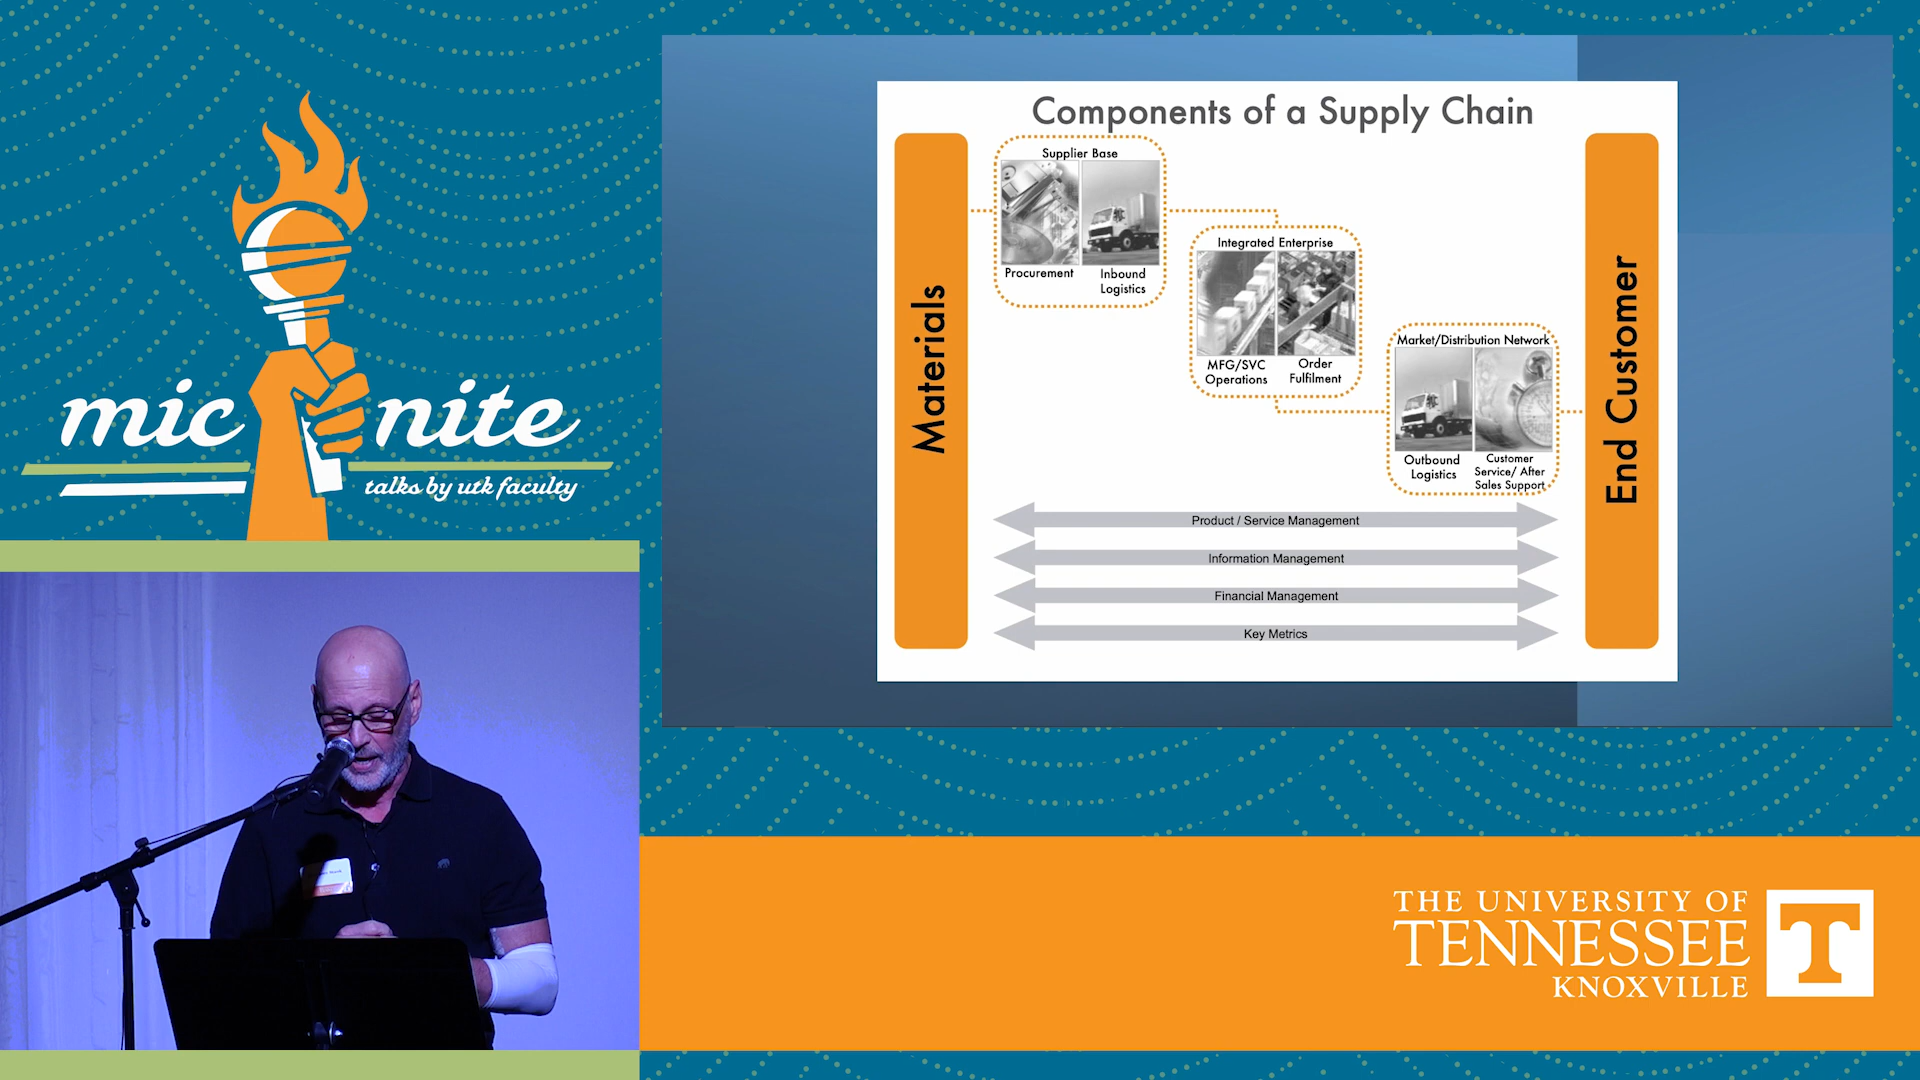 mic nite
talks by utk faculty
Components of a Supply Chain
Materials
Supplier Base
Procurement
Inbound
Logistics
Integrated Enterprise
MFG/SVC
Operations
Order
Fulfilment
Market/Distribution Network
Outbound
Logistics
Customer
Service/ After
Sales Support
End Customer
Product / Service Management
Information Management
Financial Management
Key Metrics
THE UNIVERSITY OF
TENNESSEE
KNOXVILLE
T